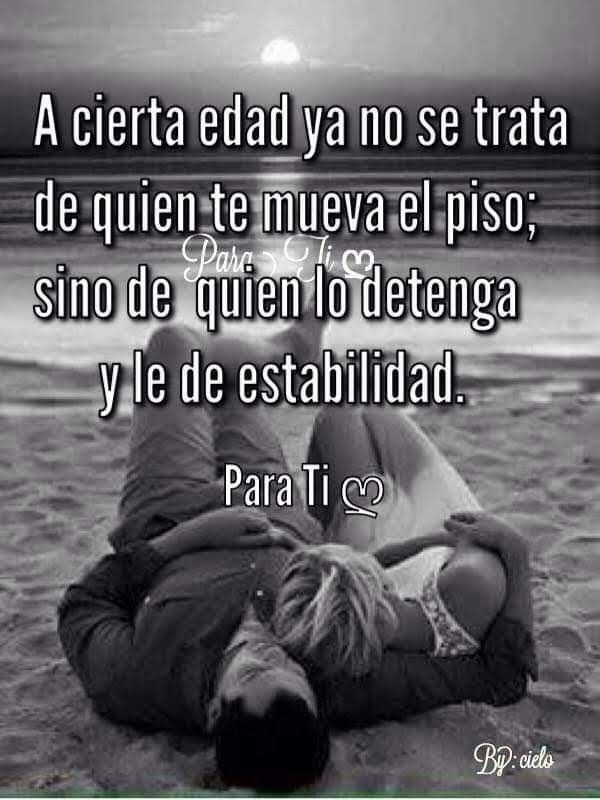 A cierta edad ya no se trata
de quien te mueva el piso;
Para Ti ღ
sino de quien lo detenga
y le de estabilidad.
Para Ti ღ
By: cielo